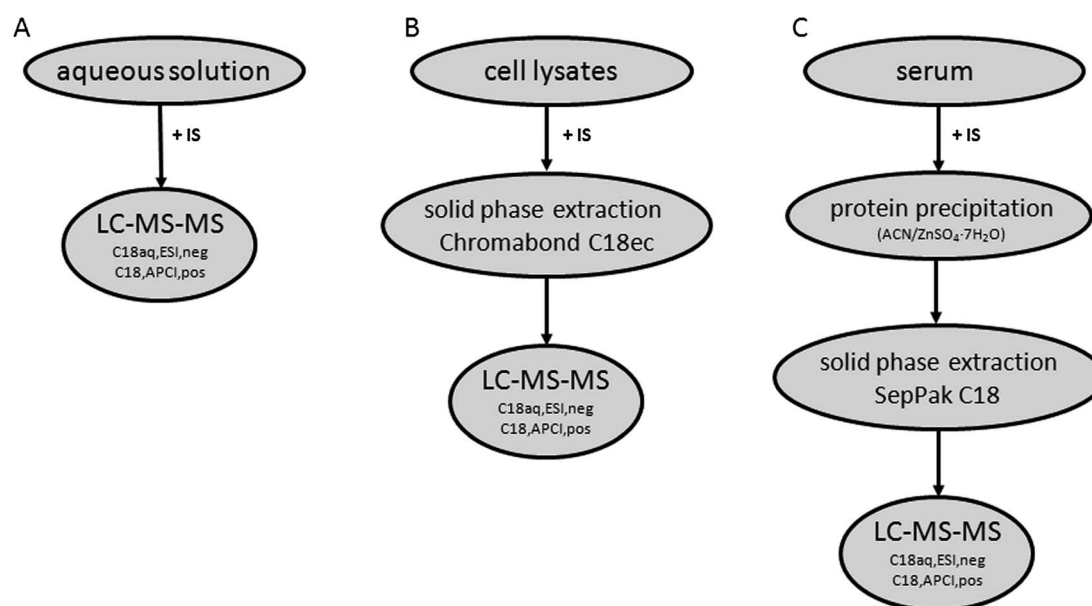 A
aqueous solution
+ IS
LC-MS-MS
C18aq,ESI,neg
C18,APCI,pos
B
cell lysates
+ IS
solid phase extraction
Chromabond C18ec
LC-MS-MS
C18aq,ESI,neg
C18,APCI,pos
C
serum
+ IS
protein precipitation
(ACN/ZnSO₄·7H₂O)
solid phase extraction
SepPak C18
LC-MS-MS
C18aq,ESI,neg
C18,APCI,pos